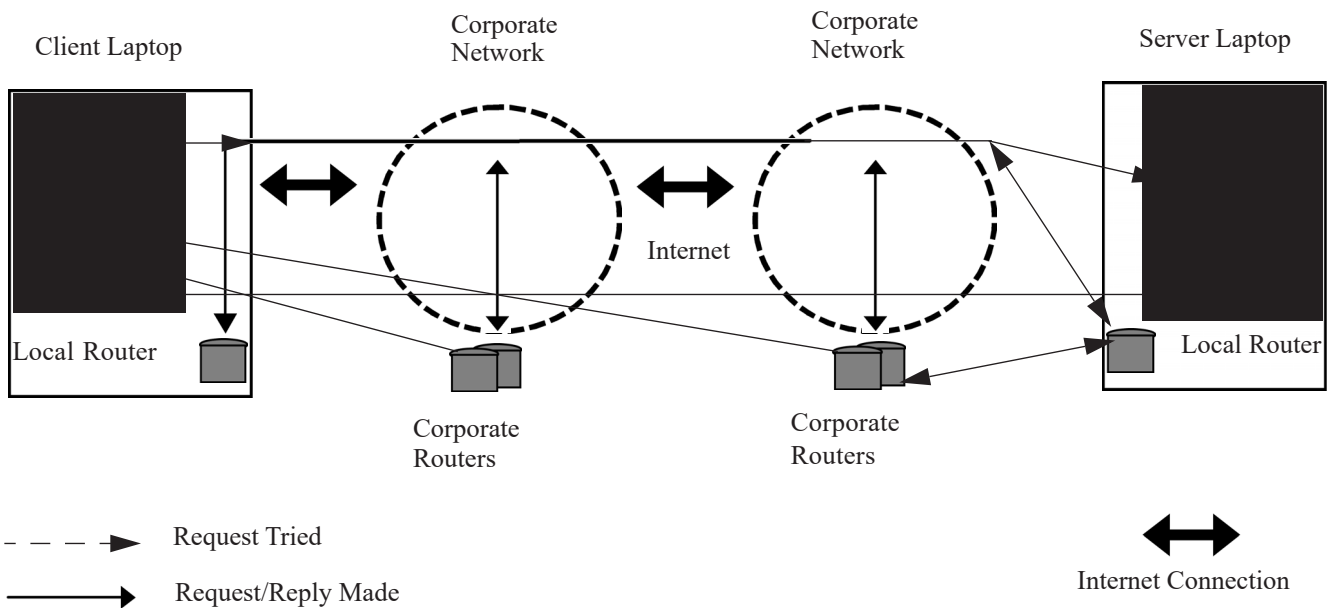 Client Laptop
Corporate
Network
Corporate
Network
Server Laptop
Internet
Local Router
Local Router
Corporate
Routers
Corporate
Routers
Request Tried
Request/Reply Made
Internet Connection